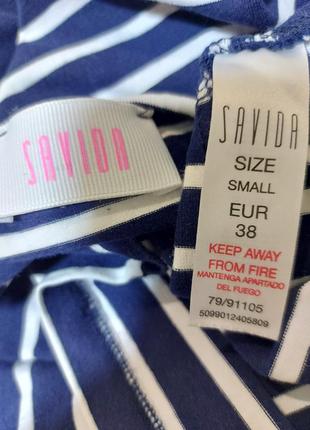 SAVIDA
SAVIDA
SIZE
SMALL
EUR
38
KEEP AWAY
FROM FIRE
MANTENGA APARTADO
DEL FUEGO
79/91105
5099012405809